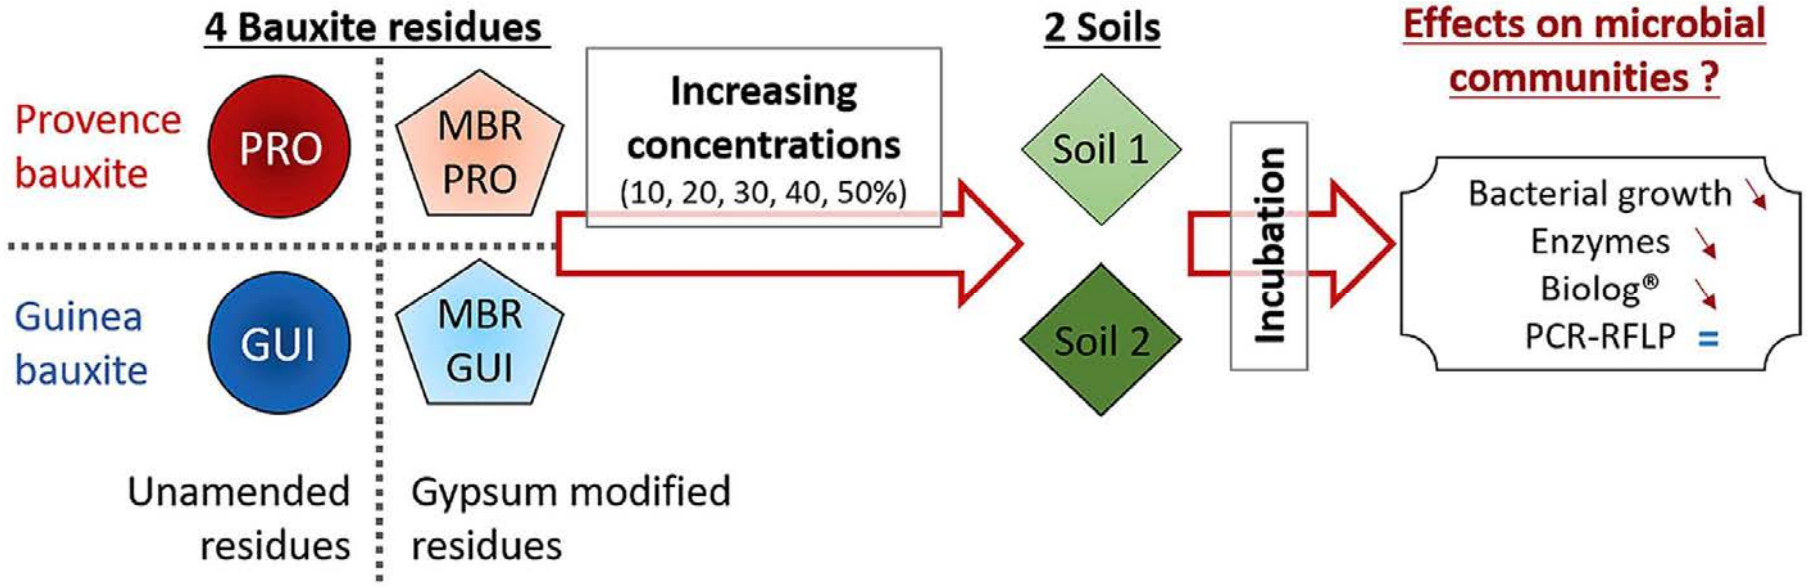 4 Bauxite residues
Provence
bauxite
PRO
MBR
PRO
Guinea
bauxite
GUI
MBR
GUI
Unamended
residues
Gypsum modified
residues
Increasing
concentrations
(10, 20, 30, 40, 50%)
2 Soils
Soil 1
Soil 2
Incubation
Effects on microbial
communities ?
Bacterial growth ↘
Enzymes ↘
Biolog® ↘
PCR-RFLP =